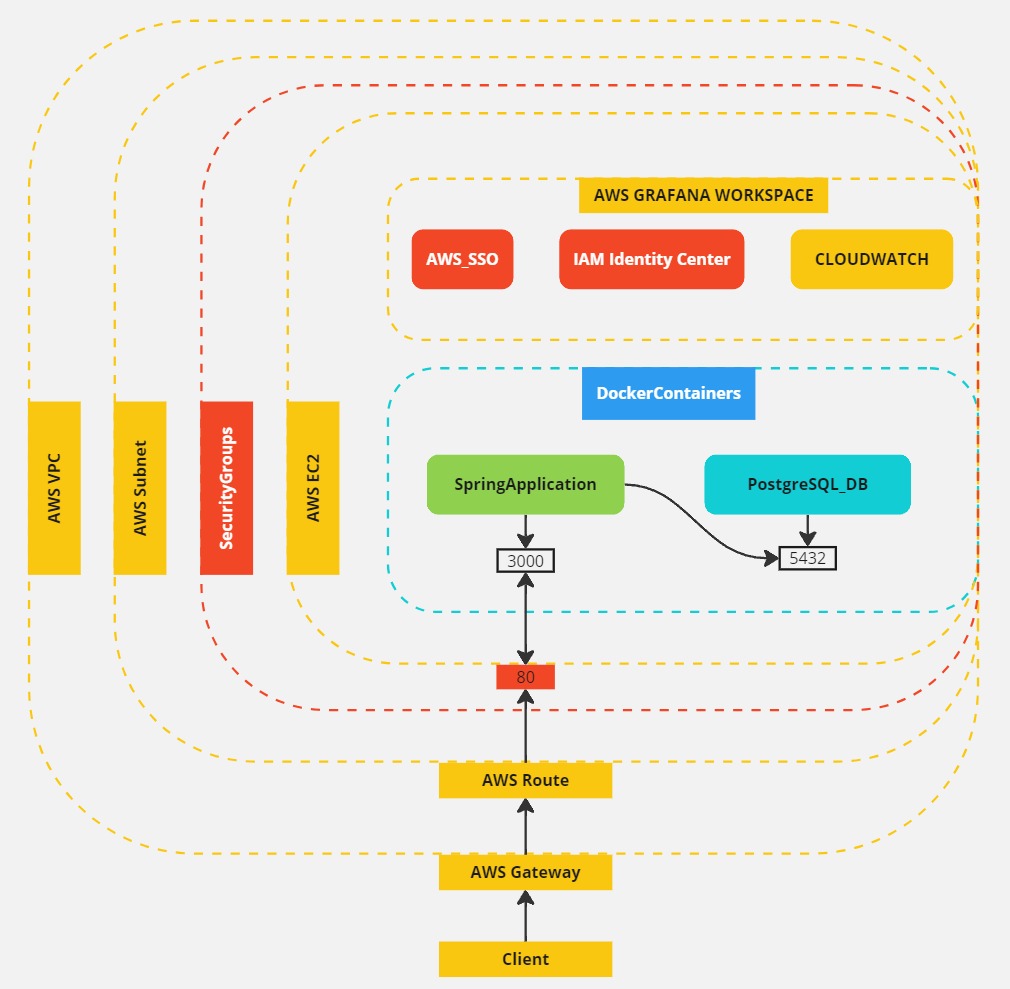 AWS GRAFANA WORKSPACE
AWS_SSO
IAM Identity Center
CLOUDWATCH
DockerContainers
AWS VPC
AWS Subnet
SecurityGroups
AWS EC2
SpringApplication
PostgreSQL_DB
3000
5432
80
AWS Route
AWS Gateway
Client